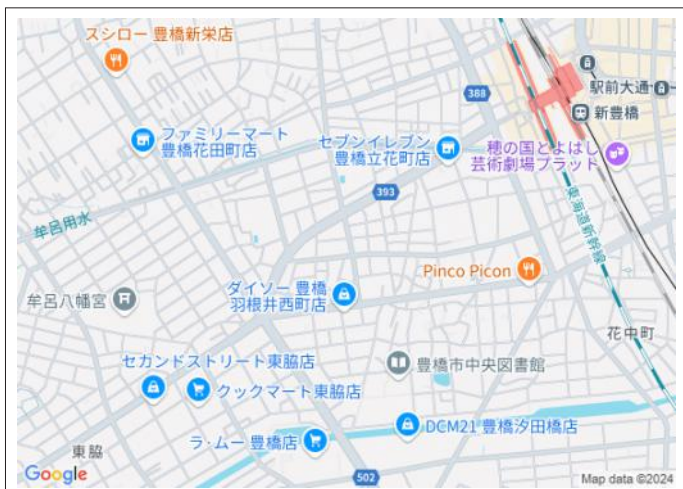 スシロー 豊橋新栄店
388
駅前大通
新豊橋
ファミリーマート
豊橋花田町店
セブンイレブン
豊橋立花町店
穂の国とよはし
芸術劇場プラット
393
牟呂用水
東海道新幹線
Pinco Picon
ダイソー 豊橋
羽根井西町店
牟呂八幡宮
花中町
セカンドストリート東脇店
豊橋市中央図書館
クックマート東脇店
DCM21 豊橋汐田橋店
ラ・ムー 豊橋店
東脇
502
Google
Map data ©2024